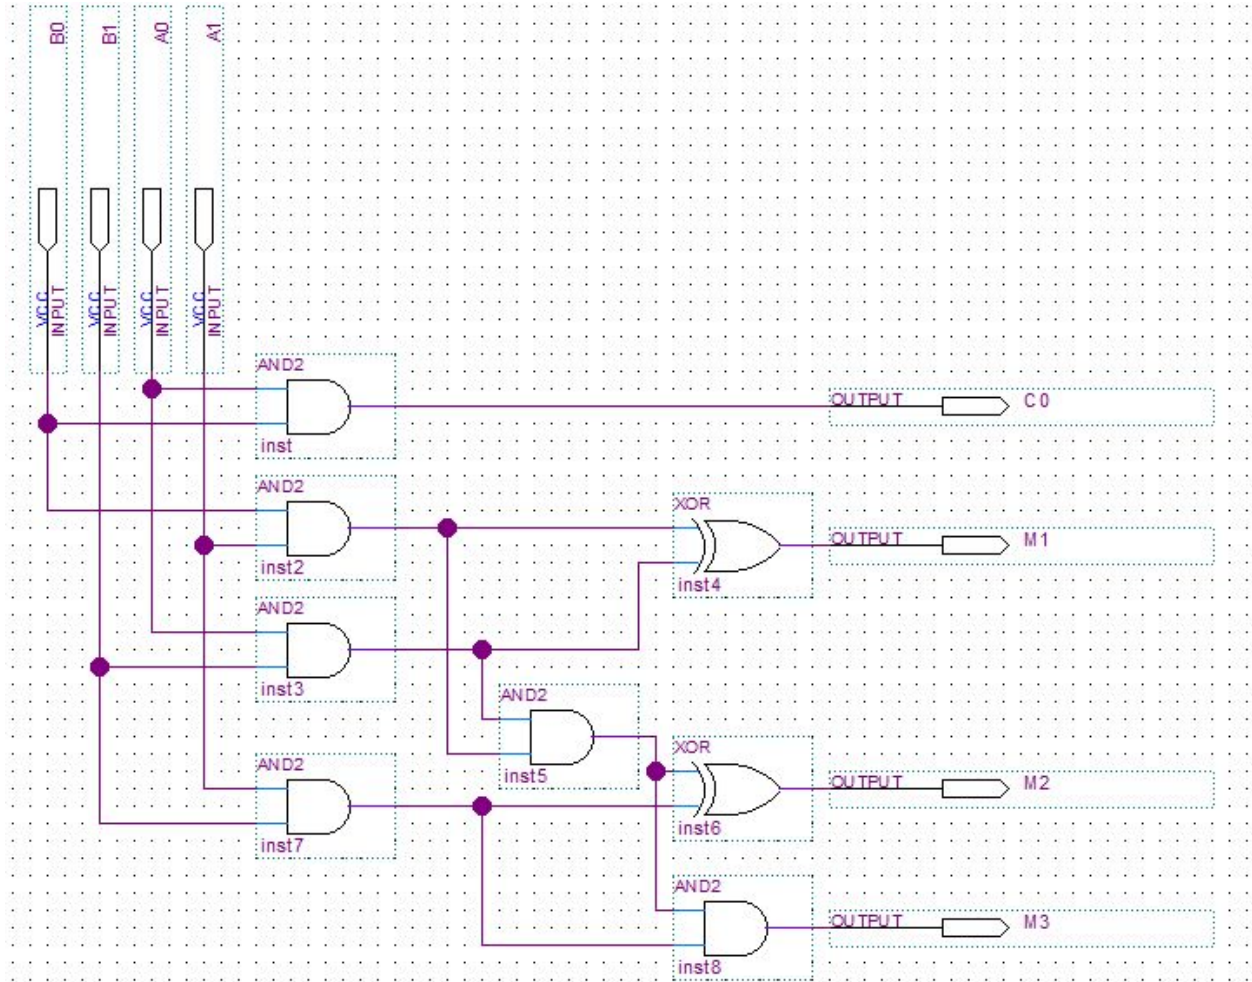 B0
B1
A0
A1
VCC
INPUT
VCC
INPUT
VCC
INPUT
VCC
INPUT
AND2
inst
OUTPUT
C0
AND2
inst2
XOR
inst4
OUTPUT
M1
AND2
inst3
AND2
inst5
XOR
inst6
OUTPUT
M2
AND2
inst7
AND2
inst8
OUTPUT
M3